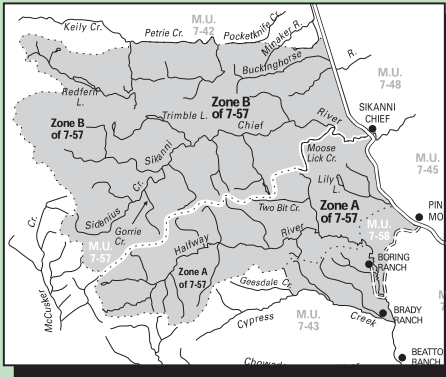 Keily Cr.
Petrie Cr.
M.U.
7-42
Pocketknife Cr.
Minaker R.
Buckinghorse
R.
M.U.
7-48
Redfern
L.
Zone B
of 7-57
Trimble L.
Zone B
of 7-57
Chief
River
SIKANNI
CHIEF
Sikanni
Moose
Lick Cr.
M.U.
7-45
Lily
L.
Cr.
Sidenius
Gorrie
Cr.
Two Bit Cr.
Zone A
of 7-57
PIN
MO
Cr.
M.U.
7-57
Halfway
River
M.U.
7-58
Zone A
of 7-57
BORING
RANCH
Geesdale Cr.
McCusker
Cypress
M.U.
7-43
Creek
BRADY
RANCH
Chowad
BEATTO
RANCH